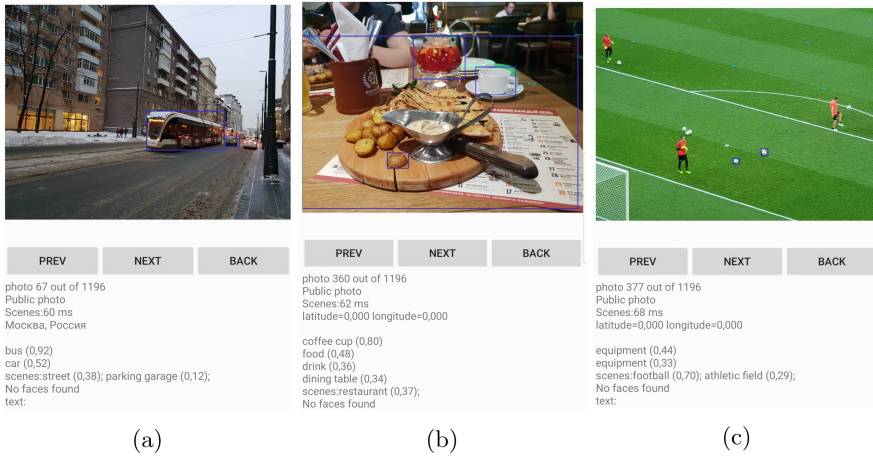 PREV NEXT BACK
photo 67 out of 1196
Public photo
Scenes:60 ms
Москва, Россия
bus (0,92)
car (0,52)
scenes:street (0,38); parking garage (0,12);
No faces found
text:
(a)
PREV NEXT BACK
photo 360 out of 1196
Public photo
Scenes:62 ms
latitude=0,000 longitude=0,000
coffee cup (0,80)
food (0,48)
drink (0,36)
dining table (0,34)
scenes:restaurant (0,37);
No faces found
(b)
PREV NEXT BACK
photo 377 out of 1196
Public photo
Scenes:68 ms
latitude=0,000 longitude=0,000
equipment (0,44)
equipment (0,33)
scenes:football (0,70); athletic field (0,29);
No faces found
text:
(c)